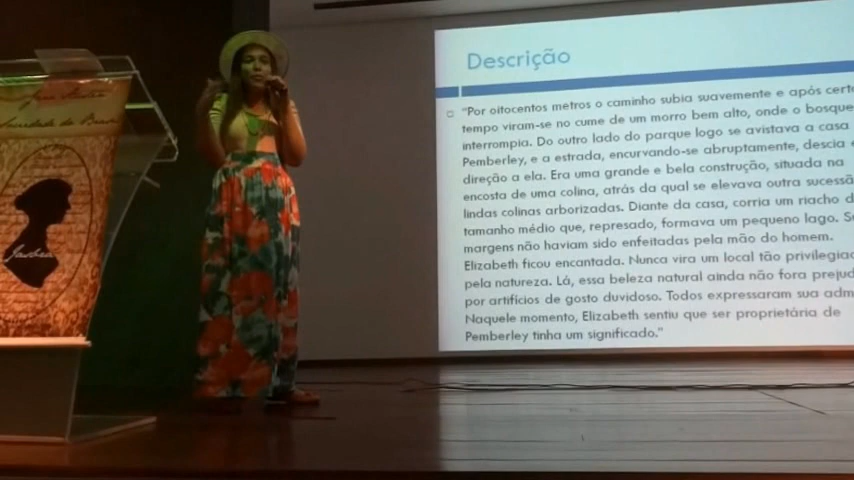 Descrição
"Por oitocentos metros o caminho subia suavemente e após certo
tempo viram-se no cume de um morro bem alto, onde o bosque
interrompia. Do outro lado do parque logo se avistava a casa
Pemberley, e a estrada, encurvando-se abruptamente, descia
direção a ela. Era uma grande e bela construção, situada na
encosta de uma colina, atrás da qual se elevava outra
lindas colinas arborizadas. Diante da casa, corria um riacho
tamanho médio que, represado, formava um pequeno lago.
margens não haviam sido enfeitadas pela mão do homem.
Elizabeth ficou encantada. Nunca vira um local tão
pela natureza. Lá, essa beleza natural ainda não fora
por artifícios de gosto duvidoso. Todos expressaram sua
Naquele momento, Elizabeth sentiu que ser proprietária de
Pemberley tinha um significado."
Jane Austen
Sociedade do Brasil